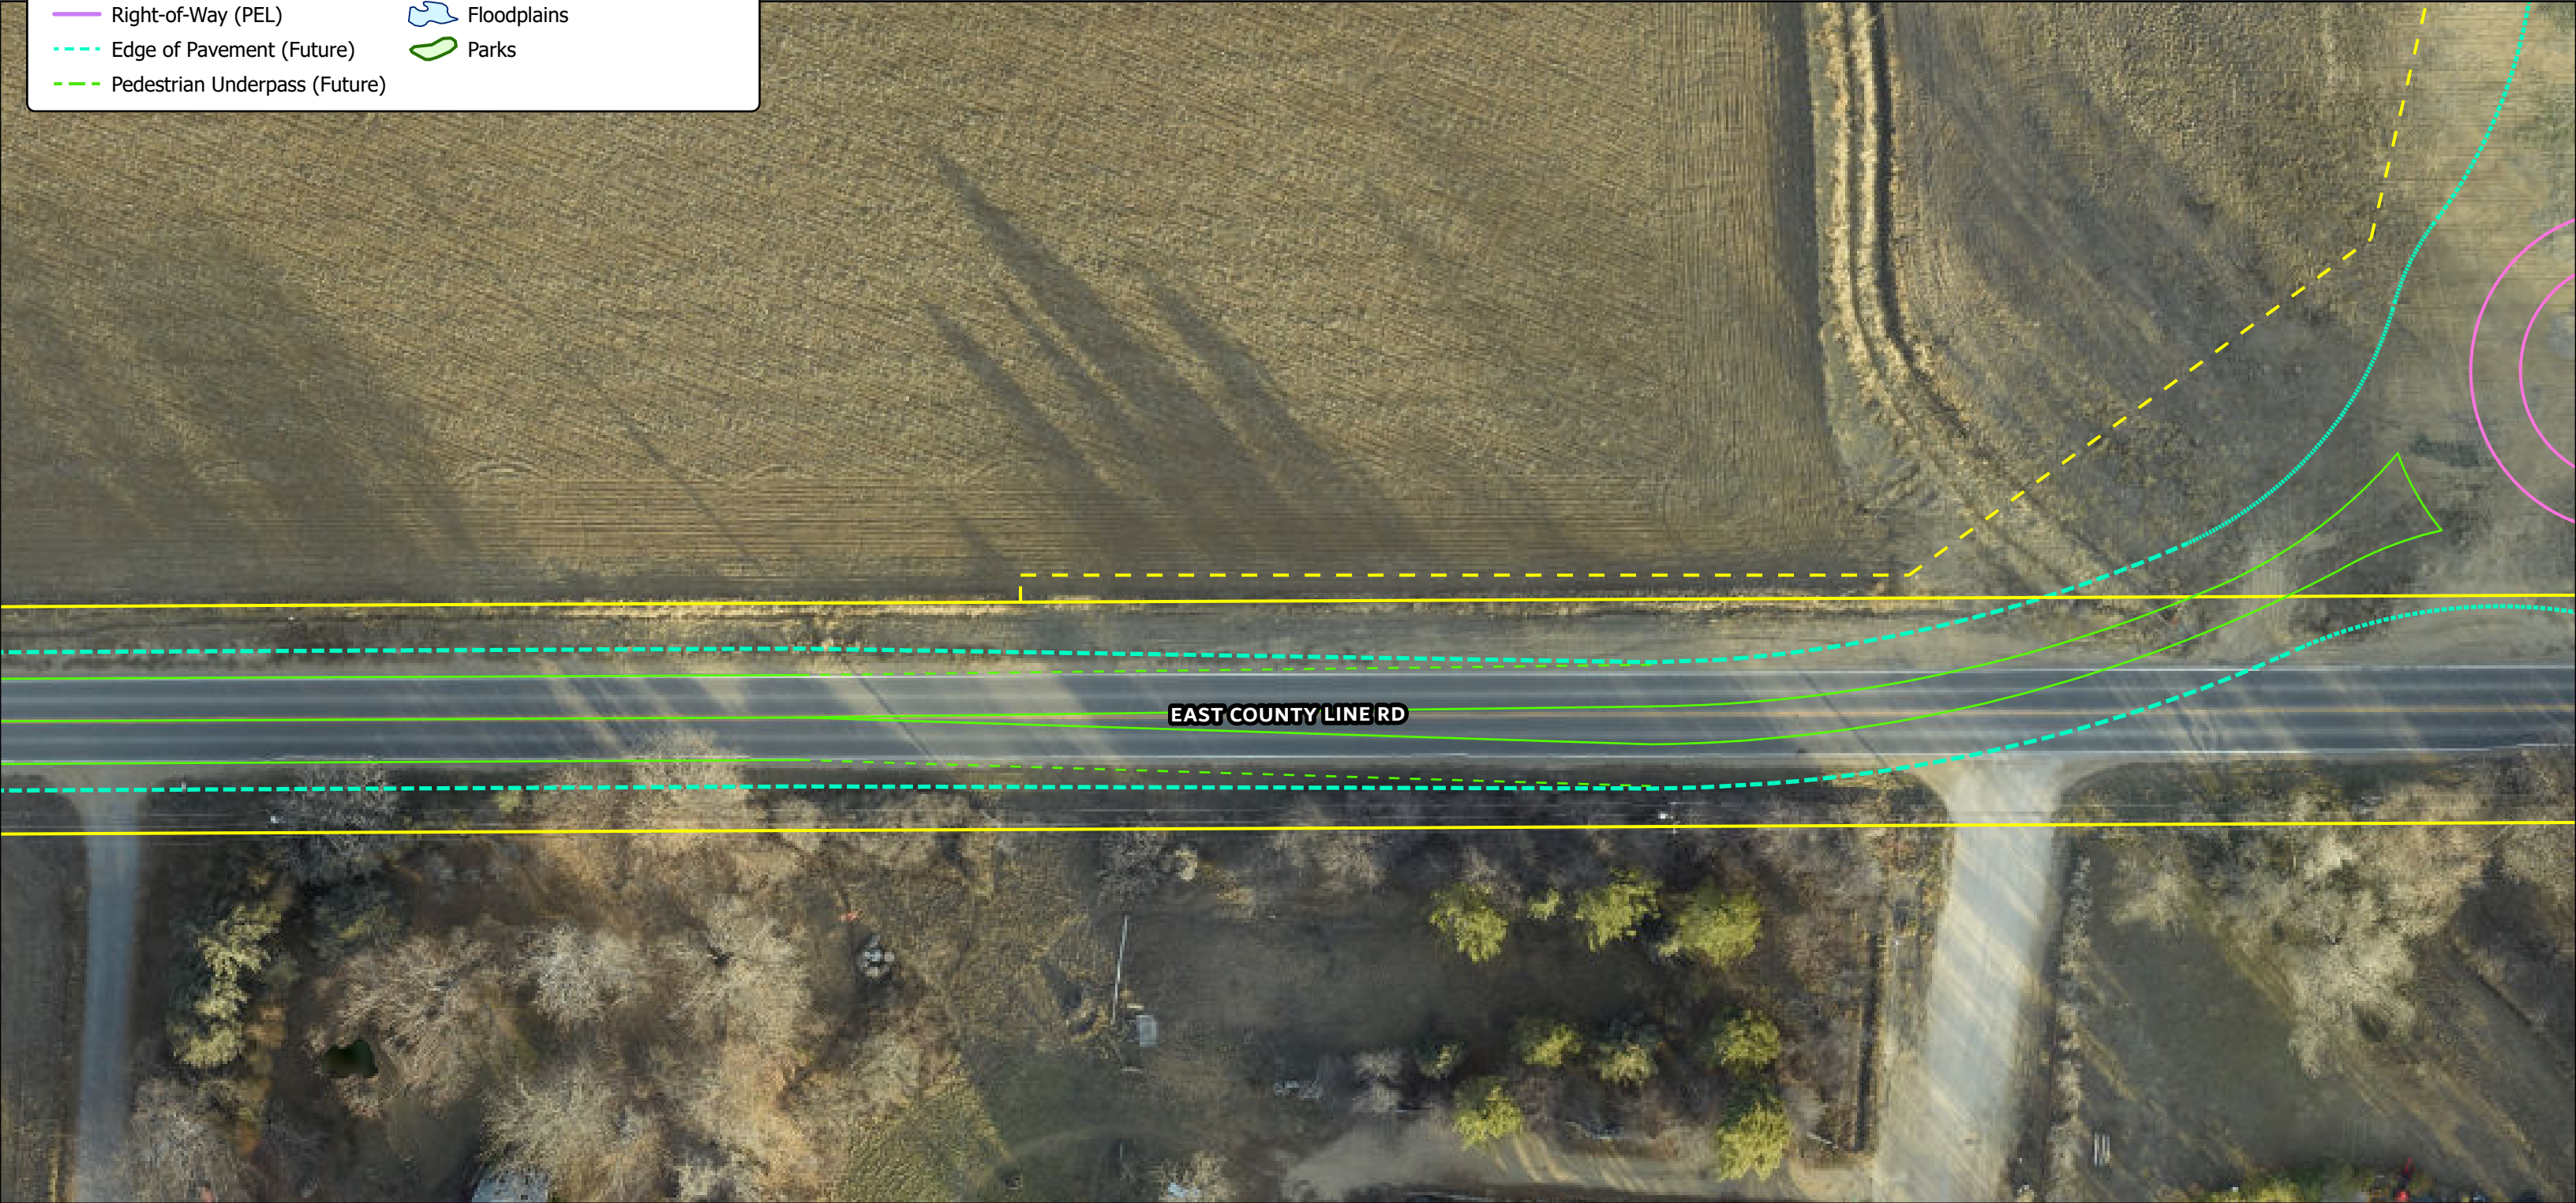 Right-of-Way (PEL)
Floodplains
Edge of Pavement (Future)
Parks
Pedestrian Underpass (Future)
EAST COUNTY LINE RD